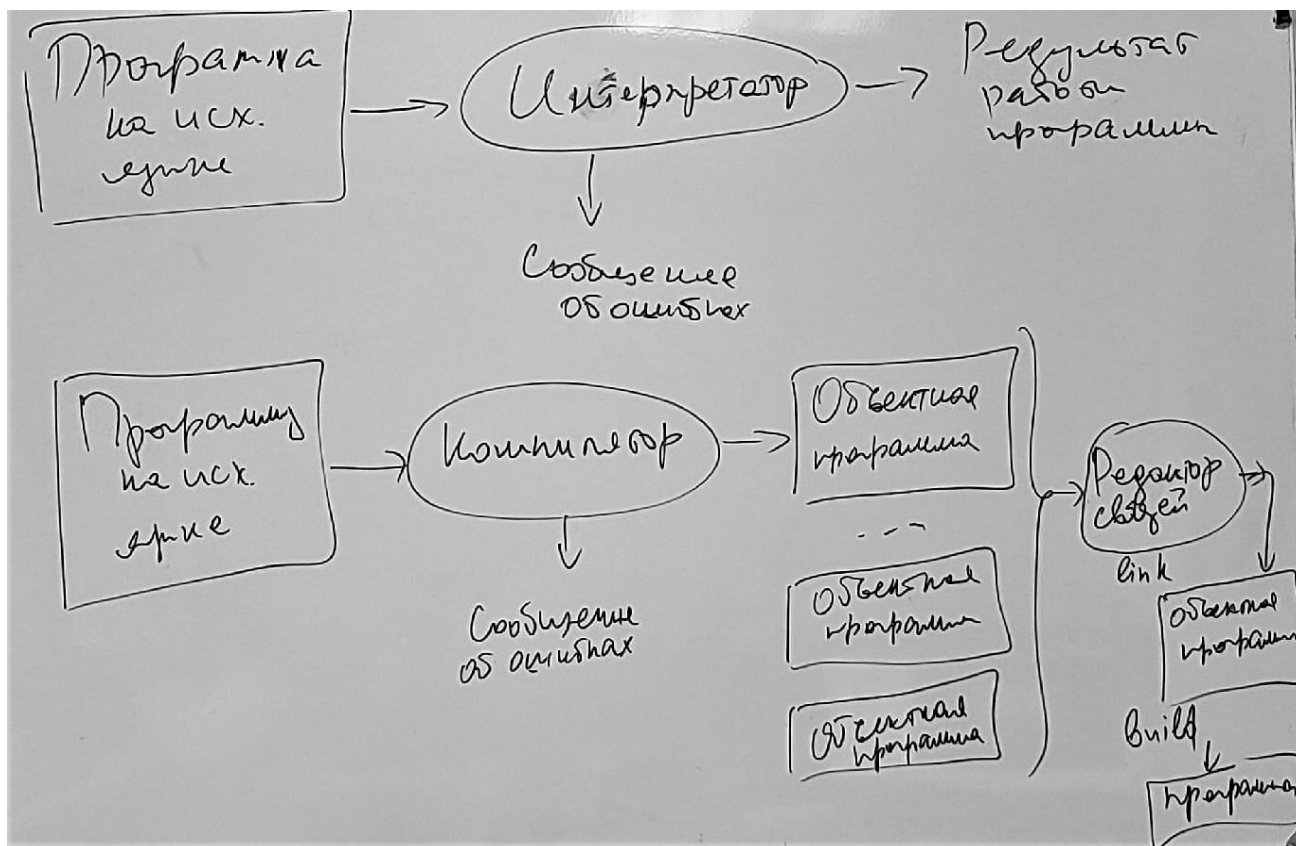 Программа
на исх.
языке
Интерпретатор
Результат
работы
программы
Сообщение
об ошибках
Программы
на исх.
языке
Компилятор
Объектная
программа
Сообщение
об ошибках
...
Объектная
программа
Объектная
программа
Редактор
связей
link
Объектная
программа
build
программа